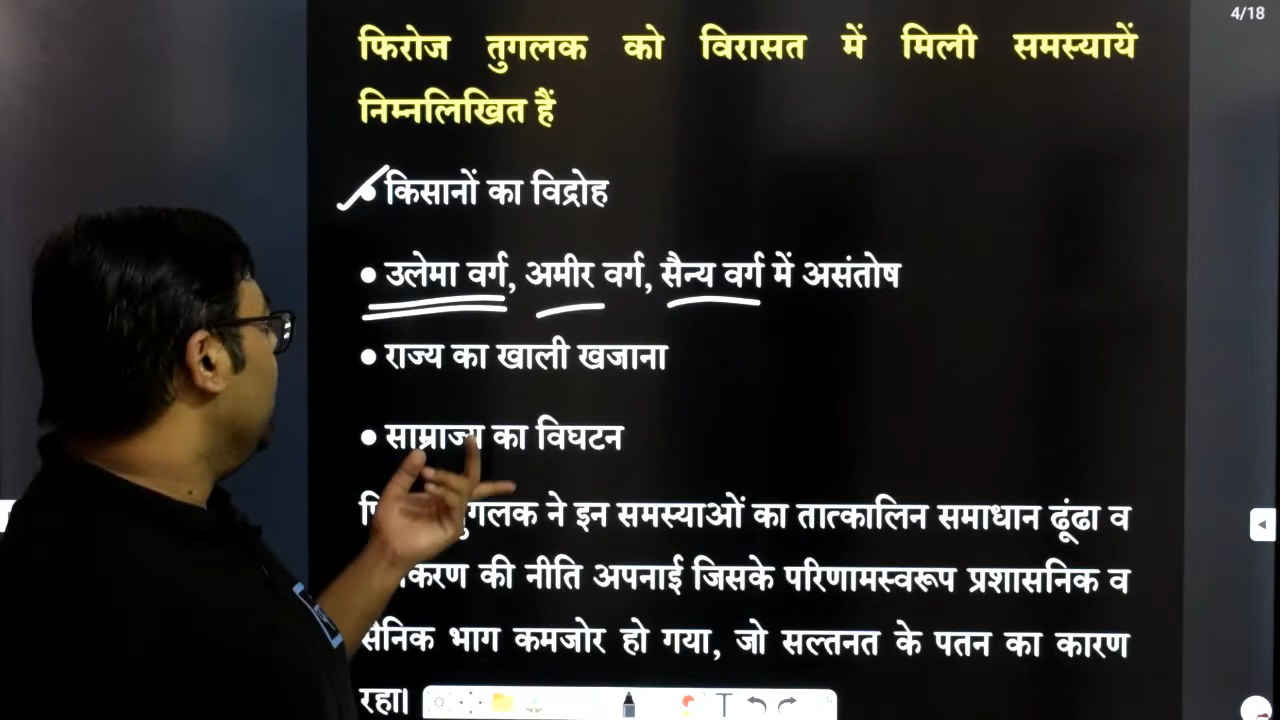 4/18
फिरोज तुगलक को विरासत में मिली समस्यायें
निम्नलिखित हैं
• किसानों का विद्रोह
• उलेमा वर्ग, अमीर वर्ग, सैन्य वर्ग में असंतोष
• राज्य का खाली खजाना
• साम्राज्य का विघटन
ने इन समस्याओं का तात्कालिन समाधान ढूंढा व
की नीति अपनाई जिसके परिणामस्वरूप प्रशासनिक व
सैनिक भाग कमजोर हो गया, जो सल्तनत के पतन का कारण
रहा।
T